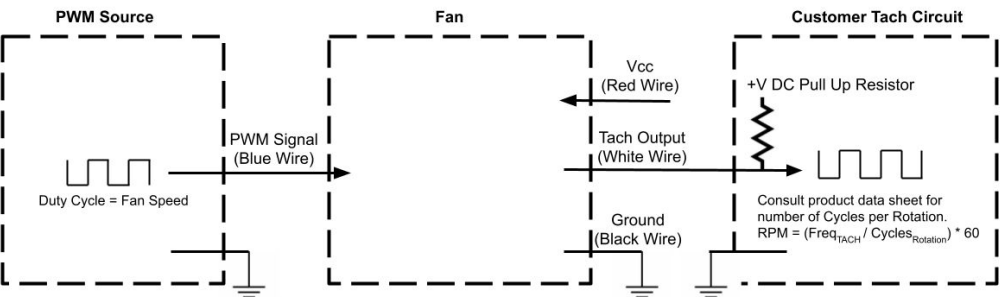 PWM Source
Fan
Customer Tach Circuit
Vcc
(Red Wire)
+V DC Pull Up Resistor
PWM Signal
(Blue Wire)
Tach Output
(White Wire)
Duty Cycle = Fan Speed
Consult product data sheet for
number of Cycles per Rotation.
RPM = (Freq_TACH / Cycles_Rotation) * 60
Ground
(Black Wire)